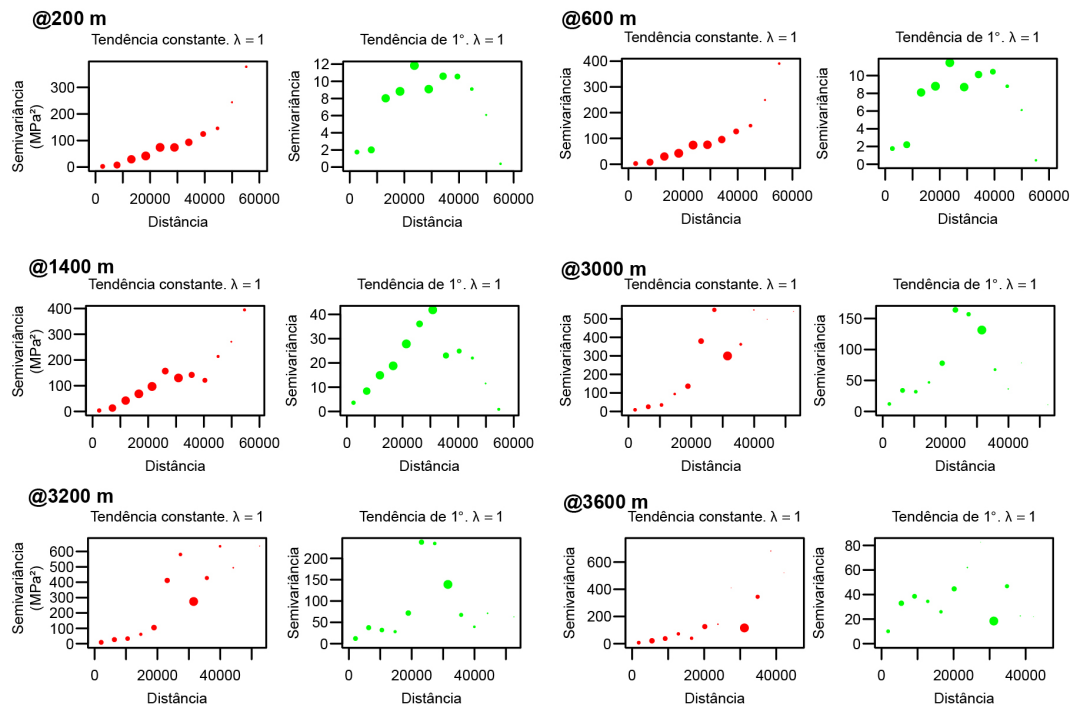 @200 m
@600 m
Tendência constante. λ = 1
Tendência de 1°. λ = 1
Tendência constante. λ = 1
Tendência de 1°. λ = 1
Semivariância
(MPa²)
0
100
200
300
0
20000
40000
60000
Distância
Semivariância
0
2
4
6
8
10
12
Semivariância
0
100
200
300
400
0
20000
40000
60000
Distância
Semivariância
0
2
4
6
8
10
0
20000
40000
Distância
@1400 m
@3000 m
Tendência constante. λ = 1
Tendência de 1°. λ = 1
Tendência constante. λ = 1
Tendência de 1°. λ = 1
Semivariância
(MPa²)
0
100
200
300
400
0
20000
40000
60000
Distância
Semivariância
0
10
20
30
40
0
20000
40000
Distância
Semivariância
0
100
200
300
400
500
0
20000
40000
Distância
Semivariância
0
50
100
150
0
20000
40000
Distância
@3200 m
@3600 m
Tendência constante. λ = 1
Tendência de 1°. λ = 1
Tendência constante. λ = 1
Tendência de 1°. λ = 1
Semivariância
(MPa²)
0
100
200
300
400
500
600
0
20000
40000
Distância
Semivariância
0
50
100
150
200
0
20000
40000
Distância
Semivariância
0
200
400
600
0
20000
40000
Distância
Semivariância
0
20
40
60
80
0
20000
40000
Distância